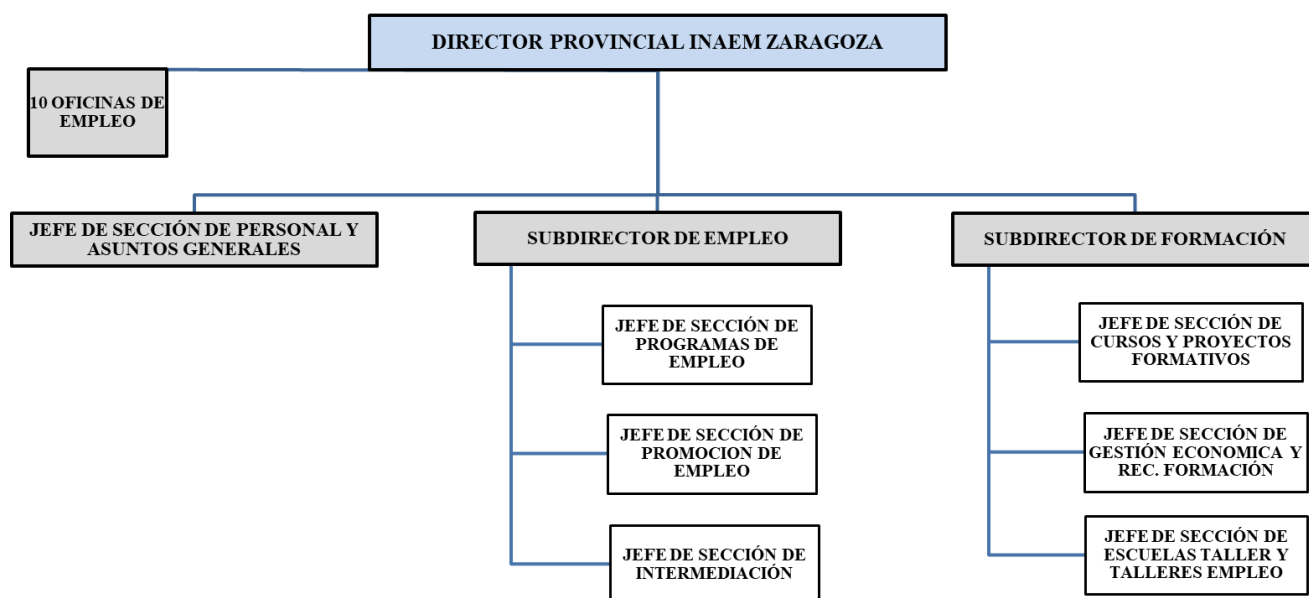 DIRECTOR PROVINCIAL INAEM ZARAGOZA
10 OFICINAS DE
EMPLEO
JEFE DE SECCIÓN DE PERSONAL Y
ASUNTOS GENERALES
SUBDIRECTOR DE EMPLEO
SUBDIRECTOR DE FORMACIÓN
JEFE DE SECCIÓN DE
PROGRAMAS DE
EMPLEO
JEFE DE SECCIÓN DE
CURSOS Y PROYECTOS
FORMATIVOS
JEFE DE SECCIÓN DE
PROMOCION DE
EMPLEO
JEFE DE SECCIÓN DE
GESTIÓN ECONOMICA Y
REC. FORMACIÓN
JEFE DE SECCIÓN DE
INTERMEDIACIÓN
JEFE DE SECCIÓN DE
ESCUELAS TALLER Y
TALLERES EMPLEO